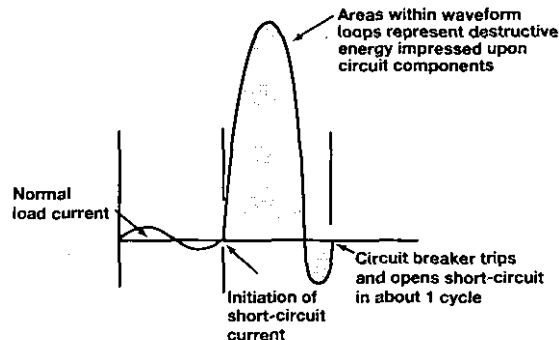 Areas within waveform
loops represent destructive
energy impressed upon
circuit components
Normal
load current
Initiation of
short-circuit
current
Circuit breaker trips
and opens short-circuit
in about 1 cycle